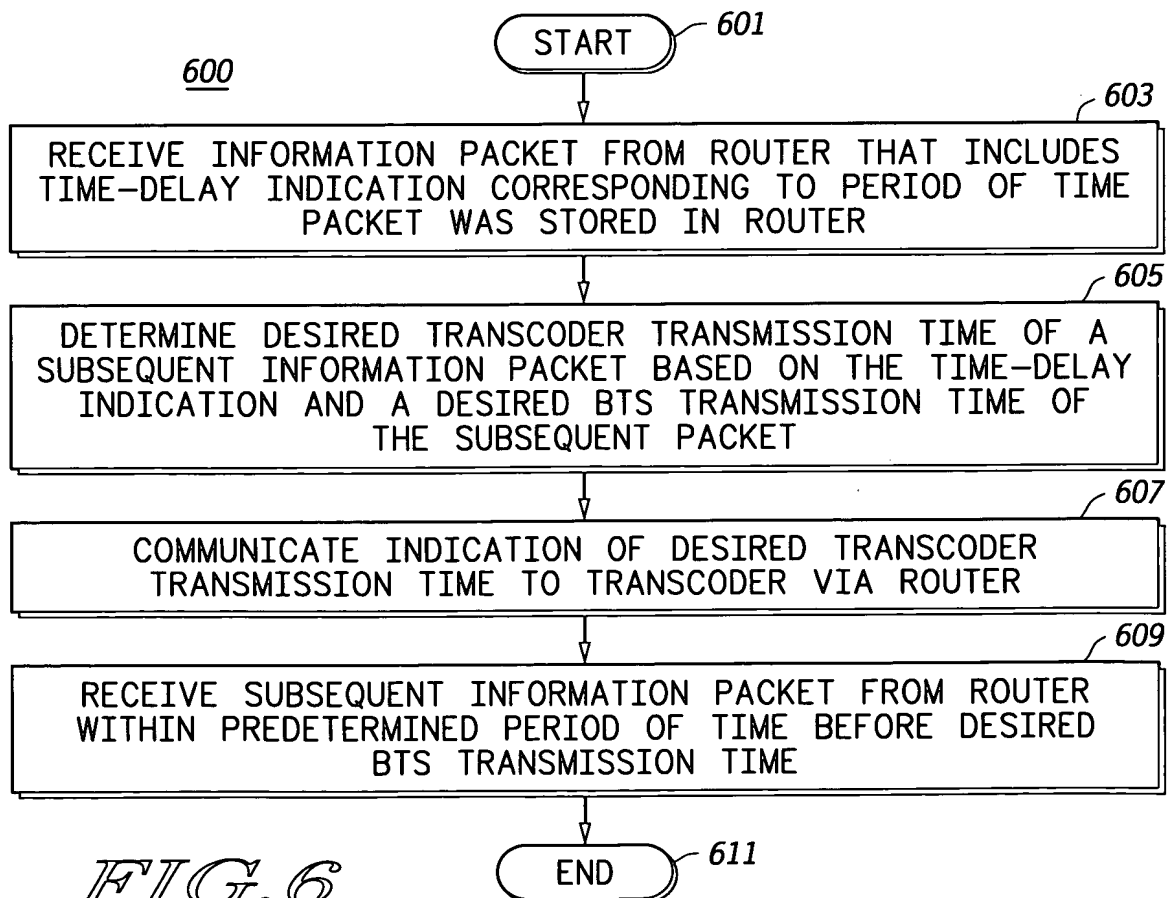 START
601
600
603
RECEIVE INFORMATION PACKET FROM ROUTER THAT INCLUDES
TIME-DELAY INDICATION CORRESPONDING TO PERIOD OF TIME
PACKET WAS STORED IN ROUTER
605
DETERMINE DESIRED TRANSCODER TRANSMISSION TIME OF A
SUBSEQUENT INFORMATION PACKET BASED ON THE TIME-DELAY
INDICATION AND A DESIRED BTS TRANSMISSION TIME OF
THE SUBSEQUENT PACKET
607
COMMUNICATE INDICATION OF DESIRED TRANSCODER
TRANSMISSION TIME TO TRANSCODER VIA ROUTER
609
RECEIVE SUBSEQUENT INFORMATION PACKET FROM ROUTER
WITHIN PREDETERMINED PERIOD OF TIME BEFORE DESIRED
BTS TRANSMISSION TIME
END
611
FIG.6